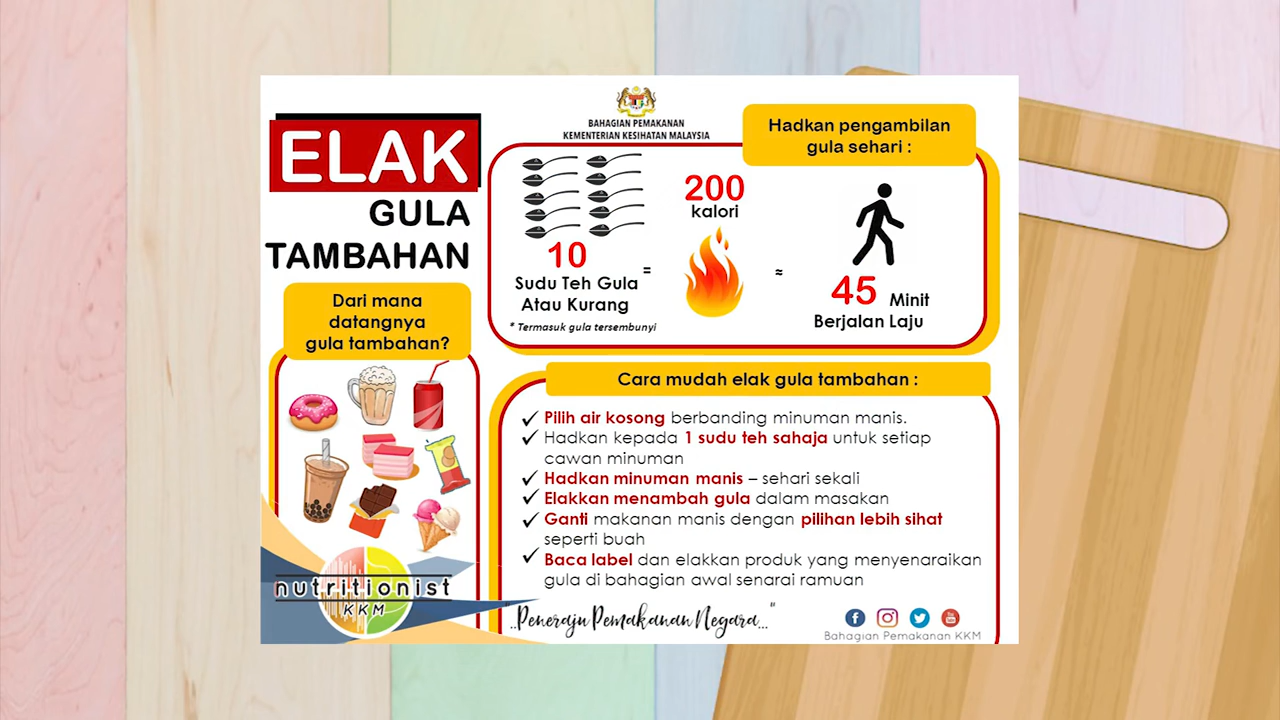 BAHAGIAN PEMAKANAN
KEMENTERIAN KESIHATAN MALAYSIA
ELAK
GULA
TAMBAHAN
Dari mana
datangnya
gula tambahan?
nutritionist
KKM
Hadkan pengambilan
gula sehari :
10
Sudu Teh Gula
Atau Kurang
* Termasuk gula tersembunyi
=
200
kalori
≈
45 Minit
Berjalan Laju
Cara mudah elak gula tambahan :
✓ Pilih air kosong berbanding minuman manis.
✓ Hadkan kepada 1 sudu teh sahaja untuk setiap
cawan minuman
✓ Hadkan minuman manis – sehari sekali
✓ Elakkan menambah gula dalam masakan
✓ Ganti makanan manis dengan pilihan lebih sihat
seperti buah
✓ Baca label dan elakkan produk yang menyenaraikan
gula di bahagian awal senarai ramuan
"..Peneraju Pemakanan Negara..."
Bahagian Pemakanan KKM